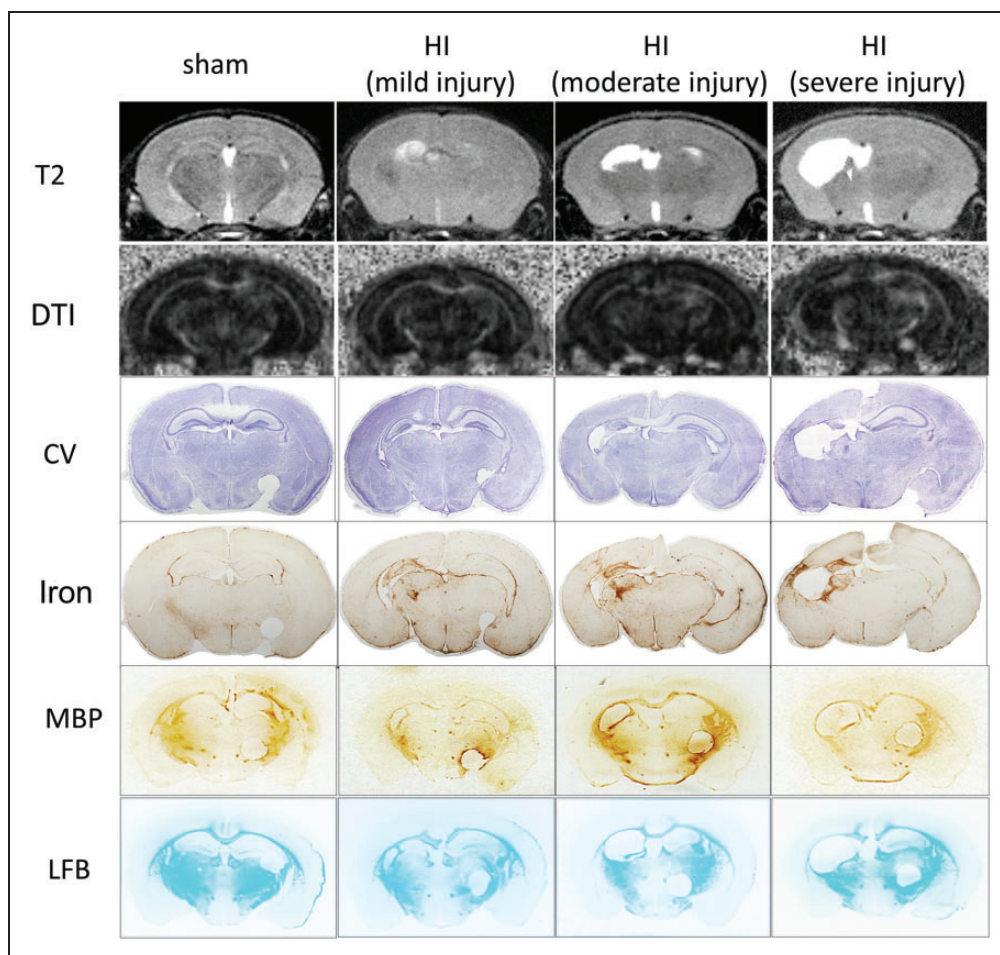 sham
HI
(mild injury)
HI
(moderate injury)
HI
(severe injury)
T2
DTI
CV
Iron
MBP
LFB